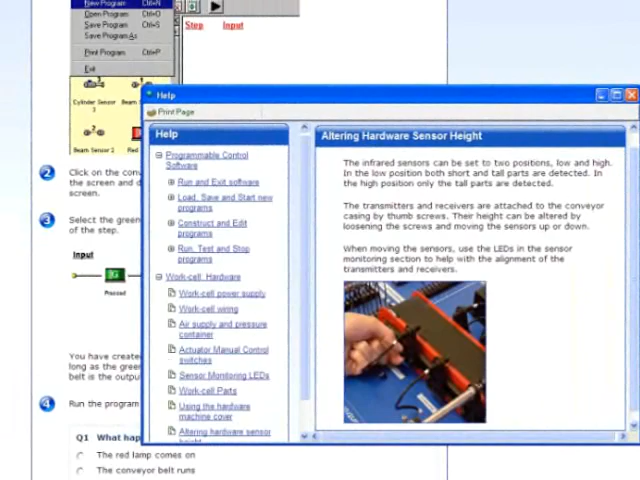 New Program Ctrl+N
Open Program Ctrl+O
Save Program Ctrl+S
Save Program As
Print Program Ctrl+P
Exit
Step Input
Cylinder Sensor
Beam
1
2
Beam Sensor 2 Red
2 Click on the conv
the screen and d
screen.
3 Select the green
of the step.
Input
G
Pressed
You have create
long as the gree
belt is the outpu
4 Run the program
Q1 What hap
The red lamp comes on
The conveyor belt runs
Help
Print Page
Help
Programmable Control
Software
Run and Exit software
Load, Save and Start new
programs
Construct and Edit
programs
Run, Test and Stop
programs
Work-cell Hardware
Work-cell power supply
Work-cell wiring
Air supply and pressure
container
Actuator Manual Control
switches
Sensor Monitoring LEDs
Work-cell Parts
Using the hardware
machine cover
Altering hardware sensor
height
Altering Hardware Sensor Height
The infrared sensors can be set to two positions, low and high.
In the low position both short and tall parts are detected. In
the high position only the tall parts are detected.
The transmitters and receivers are attached to the conveyor
casing by thumb screws. Their height can be altered by
loosening the screws and moving the sensors up or down.
When moving the sensors, use the LEDs in the sensor
monitoring section to help with the alignment of the
transmitters and receivers.